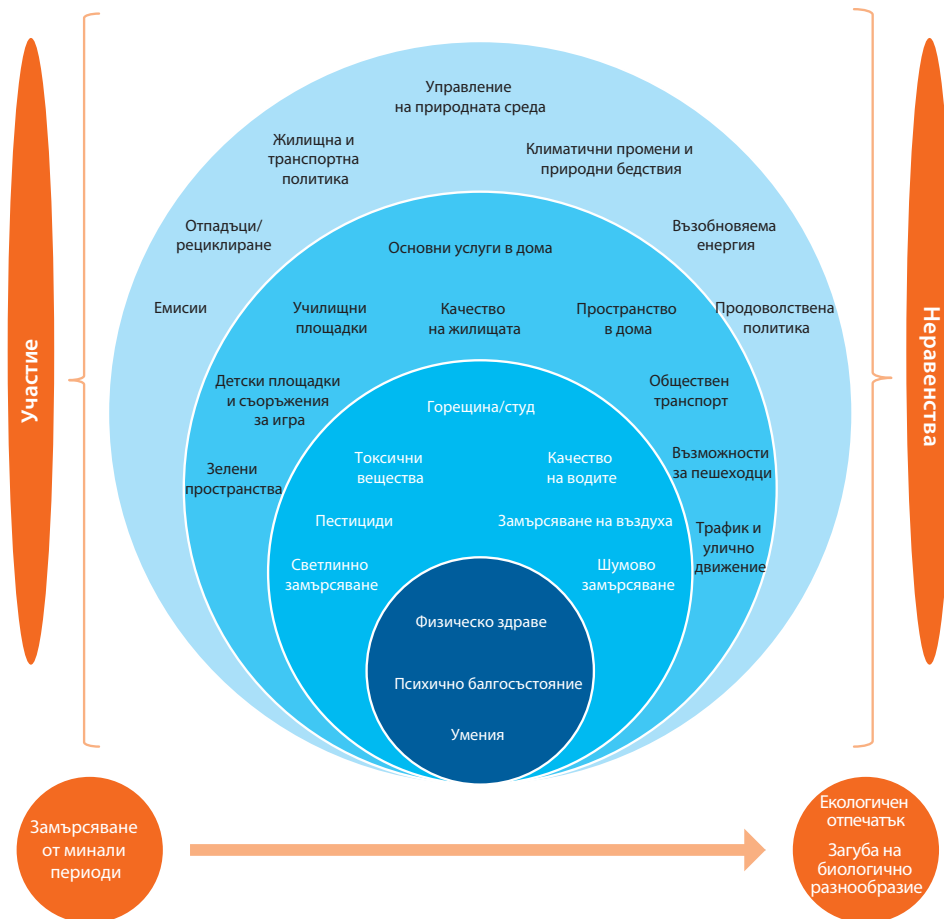 Управление
на природната среда
Жилищна и
транспортна
политика
Климатични промени и
природни бедствия
Отпадъци/
рециклиране
Възобновяема
енергия
Емисии
Продоволствена
политика
Основни услуги в дома
Училищни
площадки
Качество
на жилищата
Пространство
в дома
Детски площадки
и съоръжения
за игра
Обществен
транспорт
Зелени
пространства
Възможности
за пешеходци
Трафик и
улично
движение
Горещина/студ
Токсични
вещества
Качество
на водите
Пестициди
Замърсяване на въздуха
Светлинно
замърсяване
Шумово
замърсяване
Физическо здраве
Психично балгосъстояние
Умения
Участие
Неравенства
Замърсяване
от минали
периоди
Екологичен
отпечатък
Загуба на
биологично
разнообразие